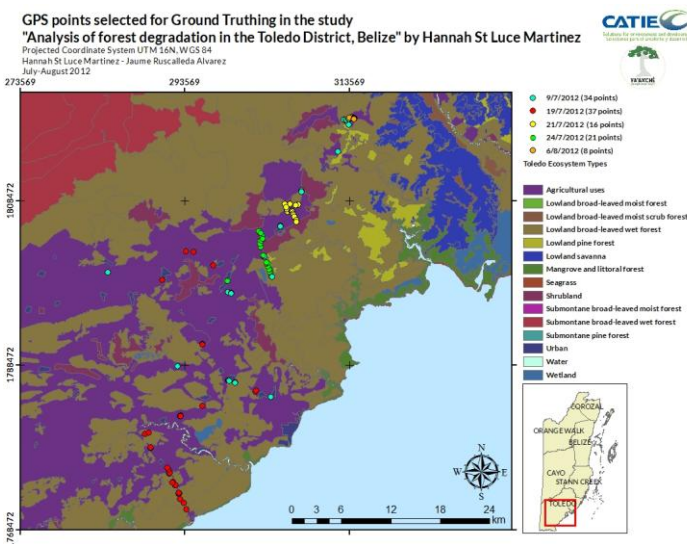 GPS points selected for Ground Truthing in the study
"Analysis of forest degradation in the Toledo District, Belize" by Hannah St Luce Martinez
Projected Coordinate System UTM 16N, WGS 84
Hannah St Luce Martinez - Jaume Ruscalleda Alvarez
July-August 2012
CATIE
YA'AXCHÉ
273569
293569
313569
1808472
1788472
1768472
9/7/2012 (34 points)
19/7/2012 (37 points)
21/7/2012 (16 points)
24/7/2012 (21 points)
6/8/2012 (8 points)
Toledo Ecosystem Types
Agricultural uses
Lowland broad-leaved moist forest
Lowland broad-leaved moist scrub forest
Lowland broad-leaved wet forest
Lowland pine forest
Lowland savanna
Mangrove and littoral forest
Seagrass
Shrubland
Submontane broad-leaved moist forest
Submontane broad-leaved wet forest
Submontane pine forest
Urban
Water
Wetland
N
W E
S
0 3 6 12 18 24
km
COROZAL
ORANGE WALK
BELIZE
CAYO
STANN CREEK
TOLEDO